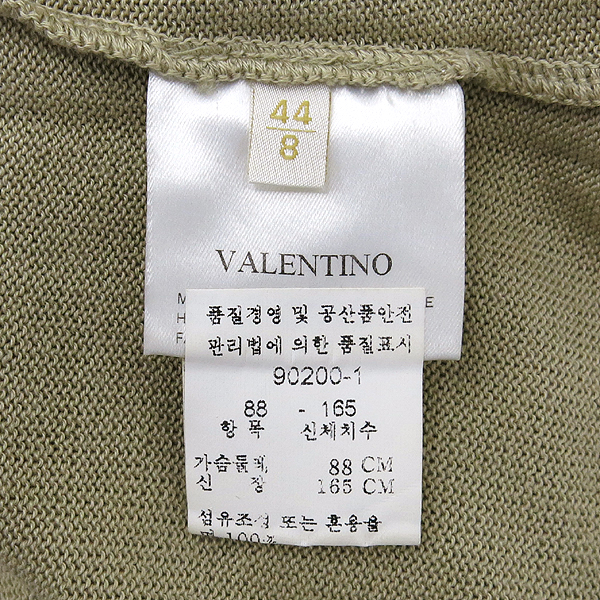 44
8
VALENTINO
품질경영 및 공산품안전
관리법에 의한 품질표시
90200-1
88 - 165
항 목 신체치수
가슴둘레 88 CM
신 장 165 CM
섬유조성 또는 혼용율
면 100%